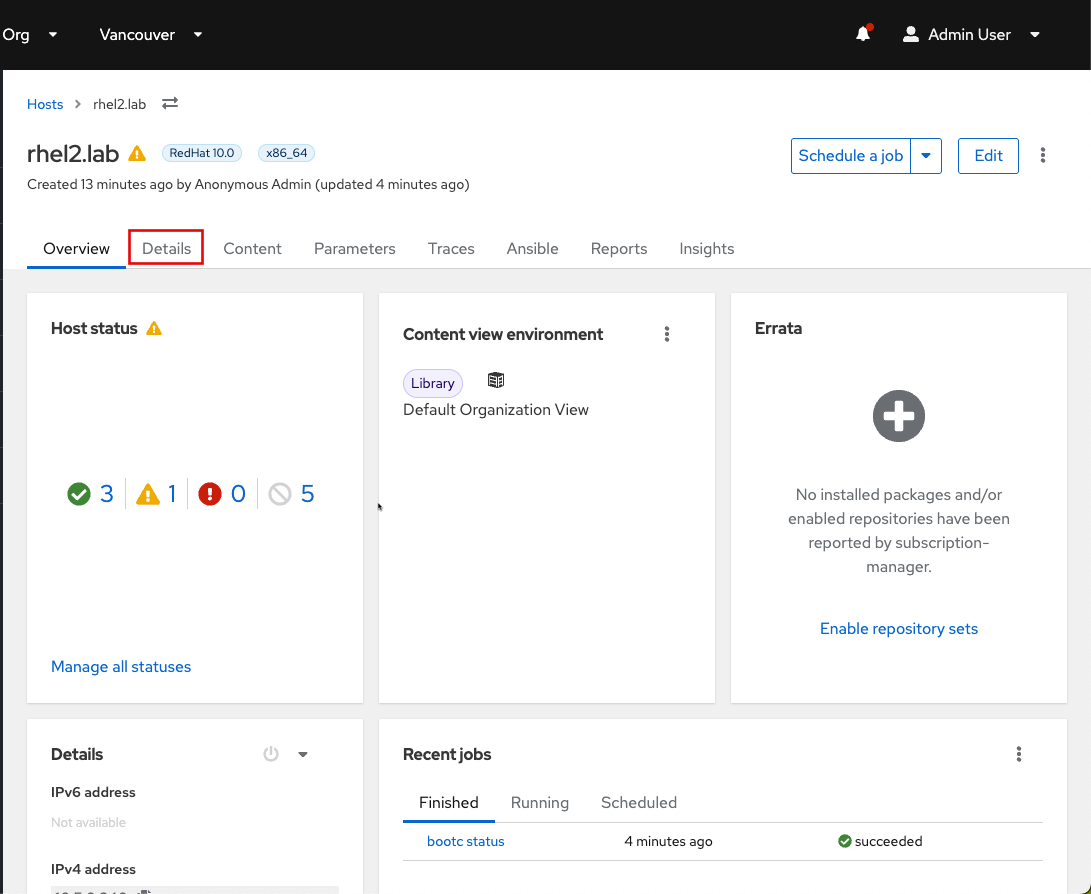 Org Vancouver Admin User
Hosts rhel2.lab
rhel2.lab RedHat 10.0 x86_64 Schedule a job Edit
Created 13 minutes ago by Anonymous Admin (updated 4 minutes ago)
Overview Details Content Parameters Traces Ansible Reports Insights
Host status
3 1 0 5
Manage all statuses
Content view environment
Library
Default Organization View
Errata
No installed packages and/or
enabled repositories have been
reported by subscription-
manager.
Enable repository sets
Details
IPv6 address
Not available
IPv4 address
Recent jobs
Finished Running Scheduled
bootc status 4 minutes ago succeeded